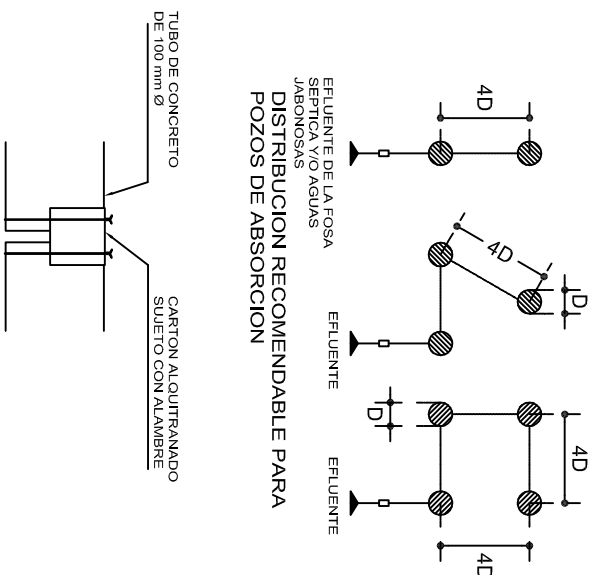 4D
4D
D
4D
4D
D
EFLUENTE DE LA FOSA
SEPTICA Y/O AGUAS
JABONOSAS
EFLUENTE
EFLUENTE
DISTRIBUCION RECOMENDABLE PARA
POZOS DE ABSORCION
TUBO DE CONCRETO
DE 100 mm Ø
CARTON ALQUITRANADO
SUJETO CON ALAMBRE